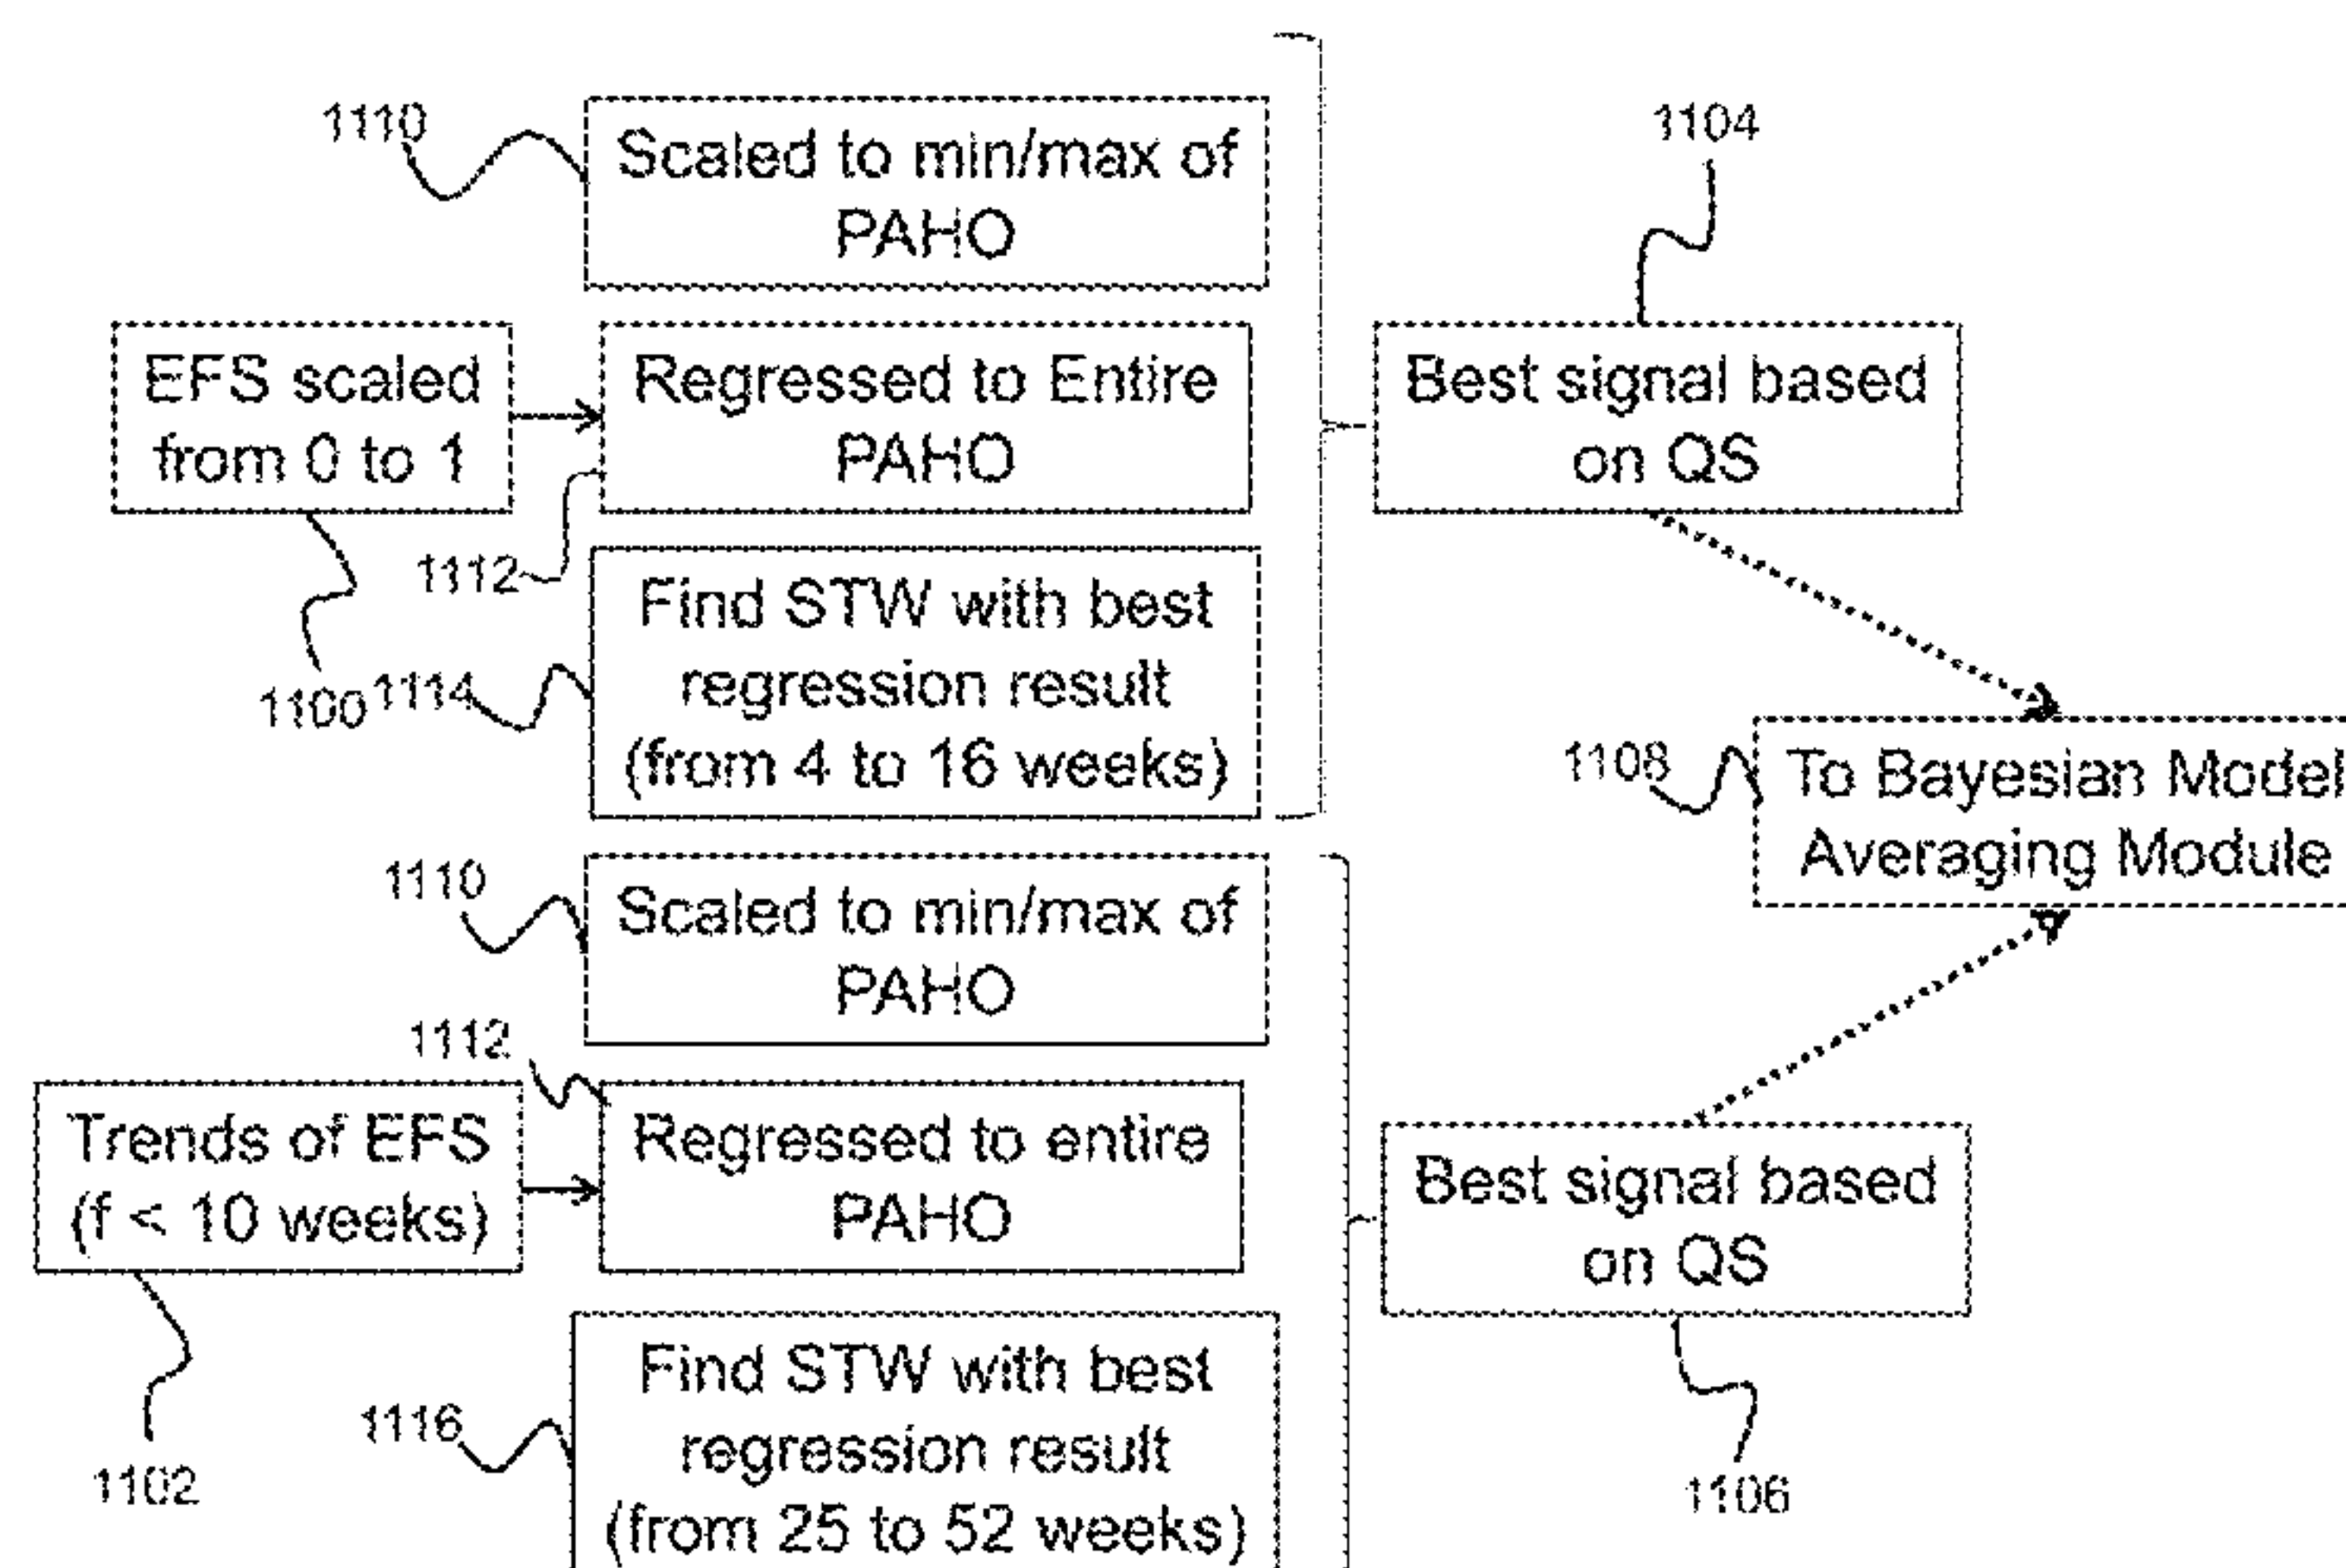 1110
Scaled to min/max of
PAHO
1104
EFS scaled
from 0 to 1
Regressed to Entire
PAHO
Best signal based
on QS
1112
1100
1114
Find STW with best
regression result
(from 4 to 16 weeks)
1108
To Bayesian Model
Averaging Module
1110
Scaled to min/max of
PAHO
1112
Trends of EFS
(f < 10 weeks)
Regressed to entire
PAHO
Best signal based
on QS
1102
1116
Find STW with best
regression result
(from 25 to 52 weeks)
1106